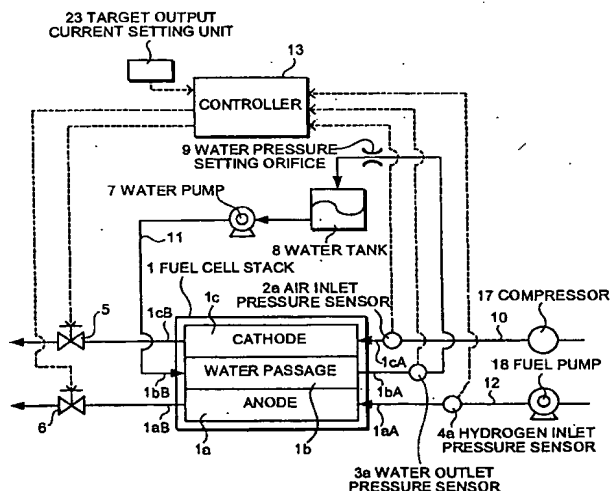 23 TARGET OUTPUT
CURRENT SETTING UNIT
13
CONTROLLER
9 WATER PRESSURE
SETTING ORIFICE
7 WATER PUMP
11
8 WATER TANK
1 FUEL CELL STACK
2a AIR INLET
PRESSURE SENSOR
17 COMPRESSOR
5
1cB
1c
10
CATHODE
1cA
18 FUEL PUMP
WATER PASSAGE
1bB
1bA
12
ANODE
6
1aB
1a
1b
1aA
4a HYDROGEN INLET
PRESSURE SENSOR
3a WATER OUTLET
PRESSURE SENSOR